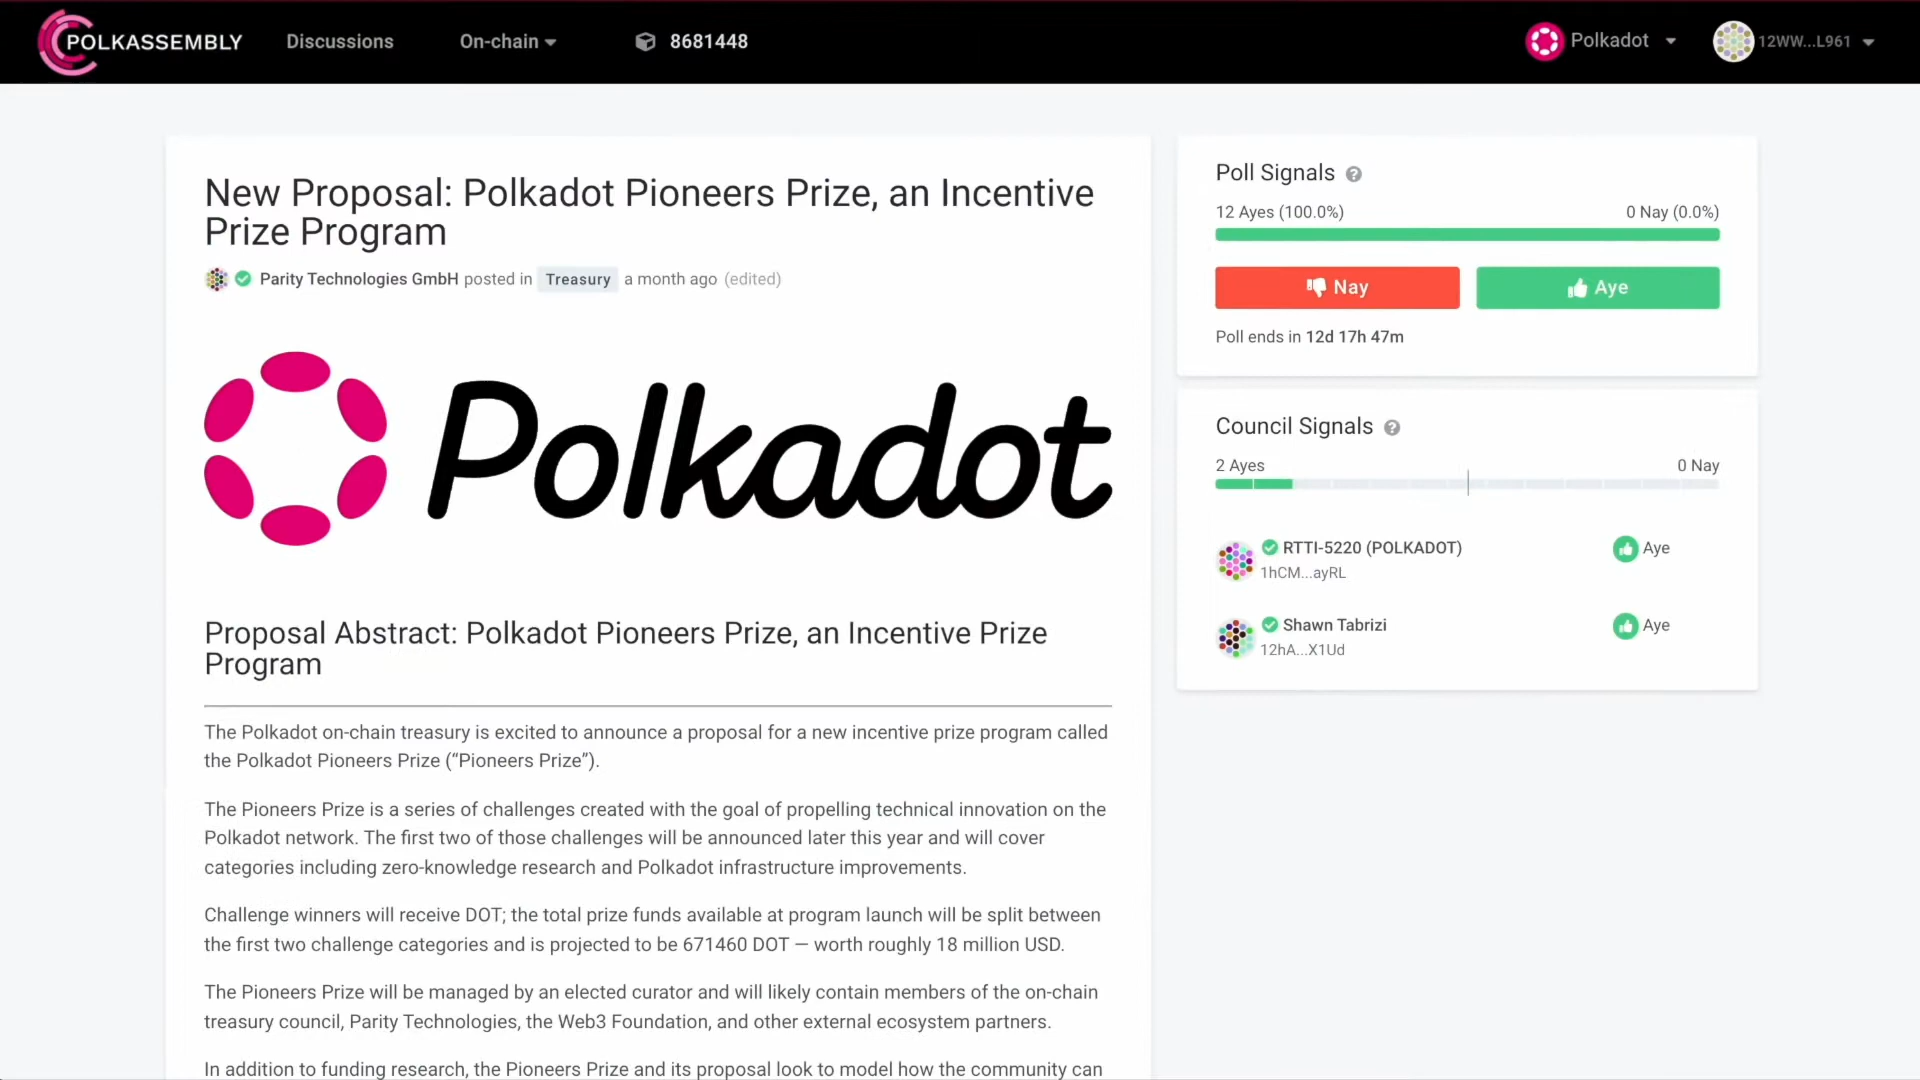 POLKASSEMBLY Discussions On-chain 8681448 Polkadot 12WW...L961
New Proposal: Polkadot Pioneers Prize, an Incentive
Prize Program
Parity Technologies GmbH posted in Treasury a month ago (edited)
Polkadot
Proposal Abstract: Polkadot Pioneers Prize, an Incentive Prize
Program
The Polkadot on-chain treasury is excited to announce a proposal for a new incentive prize program called
the Polkadot Pioneers Prize (“Pioneers Prize”).
The Pioneers Prize is a series of challenges created with the goal of propelling technical innovation on the
Polkadot network. The first two of those challenges will be announced later this year and will cover
categories including zero-knowledge research and Polkadot infrastructure improvements.
Challenge winners will receive DOT; the total prize funds available at program launch will be split between
the first two challenge categories and is projected to be 671460 DOT — worth roughly 18 million USD.
The Pioneers Prize will be managed by an elected curator and will likely contain members of the on-chain
treasury council, Parity Technologies, the Web3 Foundation, and other external ecosystem partners.
In addition to funding research, the Pioneers Prize and its proposal look to model how the community can
Poll Signals ?
12 Ayes (100.0%) 0 Nay (0.0%)
Nay Aye
Poll ends in 12d 17h 47m
Council Signals ?
2 Ayes 0 Nay
RTTI-5220 (POLKADOT) Aye
1hCM...ayRL
Shawn Tabrizi Aye
12hA...X1Ud